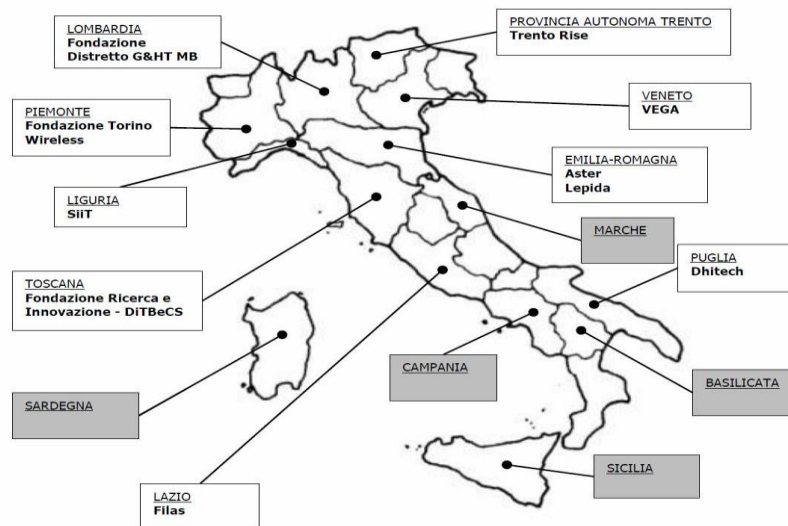 LOMBARDIA
Fondazione
Distretto G&HT MB
PROVINCIA AUTONOMA TRENTO
Trento Rise
PIEMONTE
Fondazione Torino
Wireless
VENETO
VEGA
LIGURIA
SiiT
EMILIA-ROMAGNA
Aster
Lepida
MARCHE
TOSCANA
Fondazione Ricerca e
Innovazione - DiTBeCS
PUGLIA
Dhitech
SARDEGNA
CAMPANIA
BASILICATA
LAZIO
Filas
SICILIA